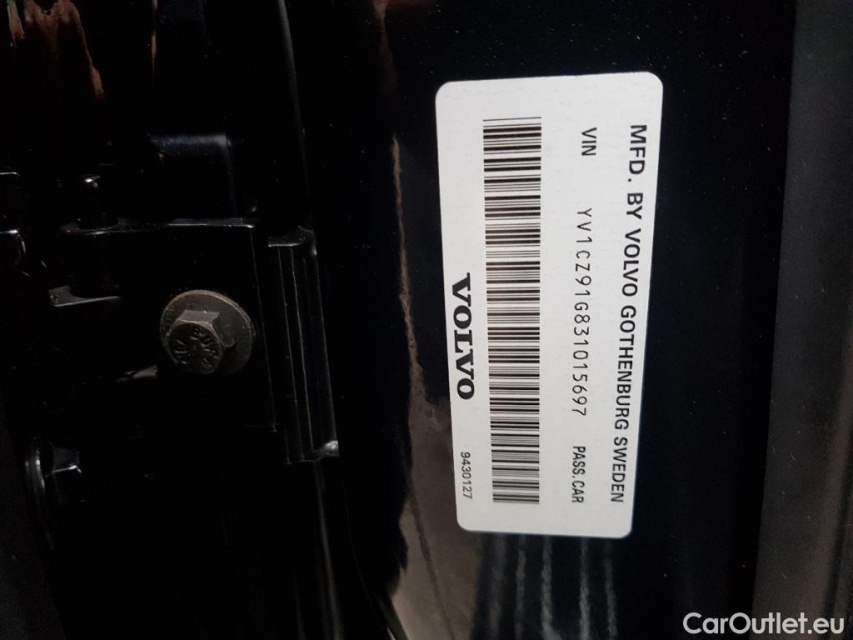 MFD. BY VOLVO GOTHENBURG SWEDEN
VIN YV1CZ91G831015697 PASS.CAR
VOLVO
9430127
CarOutlet.eu